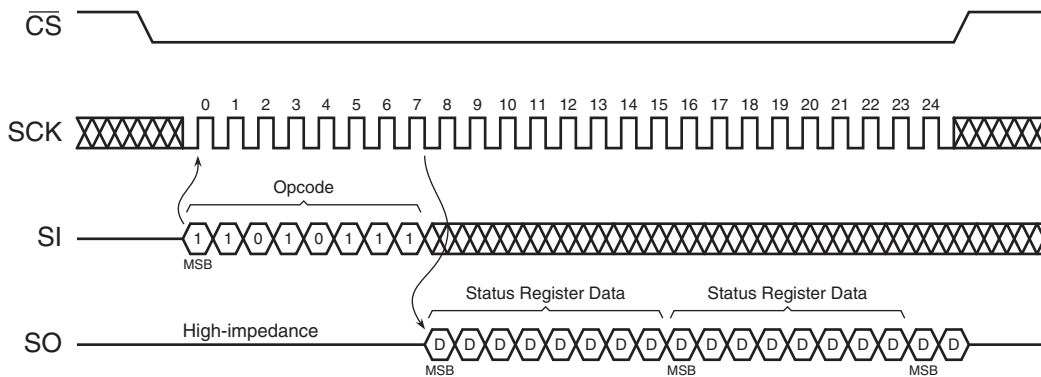 CS
0 1 2 3 4 5 6 7 8 9 10 11 12 13 14 15 16 17 18 19 20 21 22 23 24
SCK
Opcode
SI 1 1 0 1 0 1 1 1
MSB
Status Register Data Status Register Data
High-impedance
SO D D D D D D D D D D D D D D D D D D
MSB MSB MSB